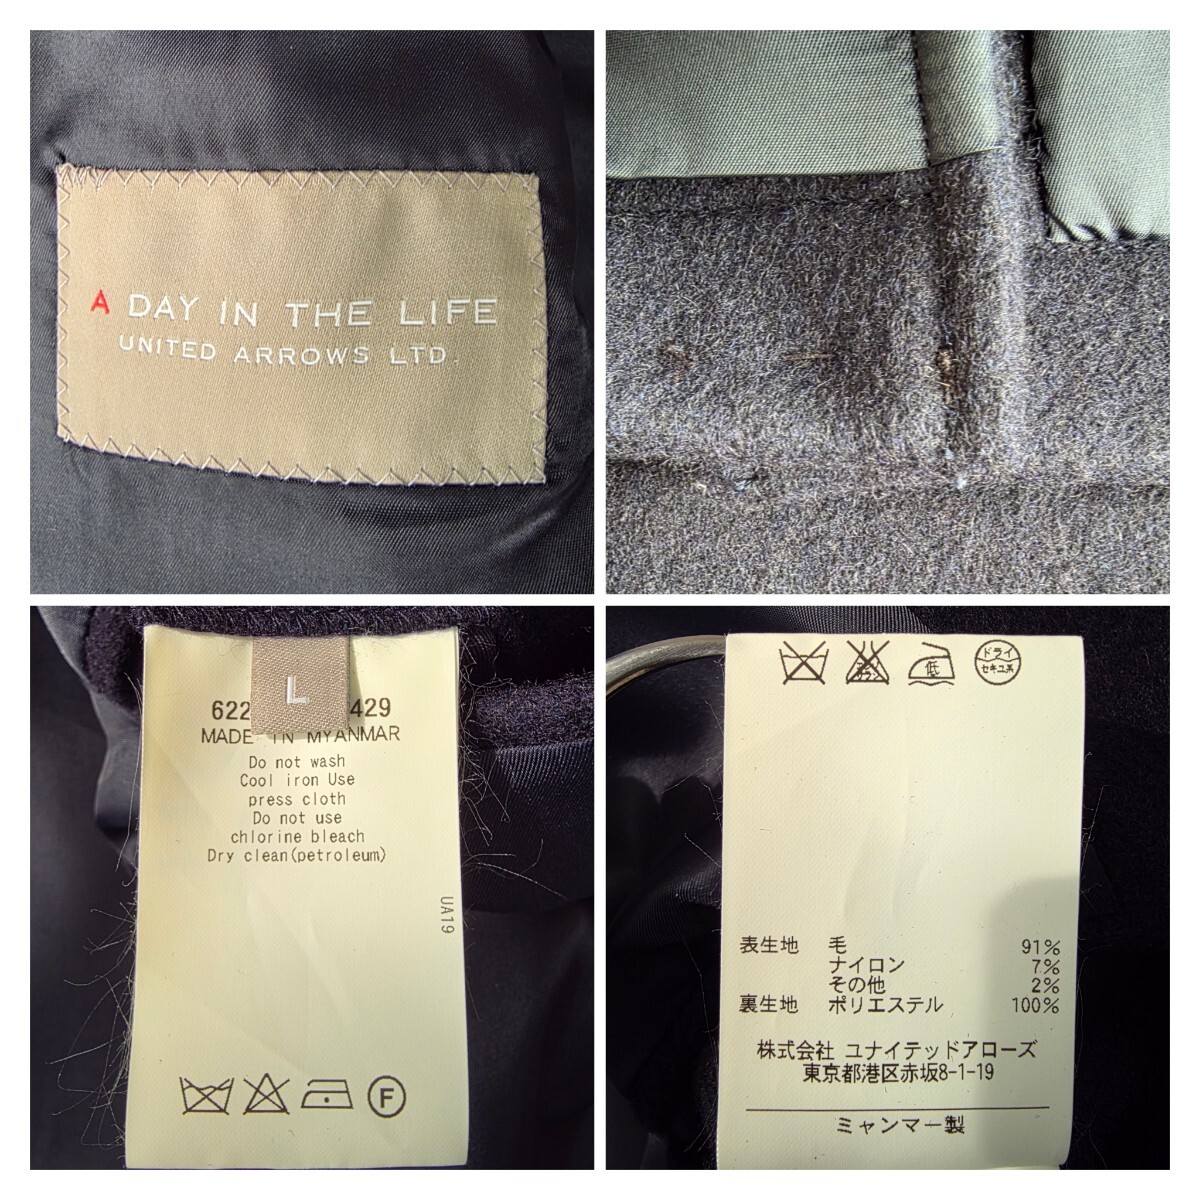 A DAY IN THE LIFE
UNITED ARROWS LTD.
L
622 429
MADE IN MYANMAR
Do not wash
Cool iron Use
press cloth
Do not use
chlorine bleach
Dry clean(petroleum)
UA19
F
低
ドライ
セキユ系
表生地 毛 91%
ナイロン 7%
その他 2%
裏生地 ポリエステル 100%
株式会社 ユナイテッドアローズ
東京都港区赤坂8-1-19
ミャンマー製